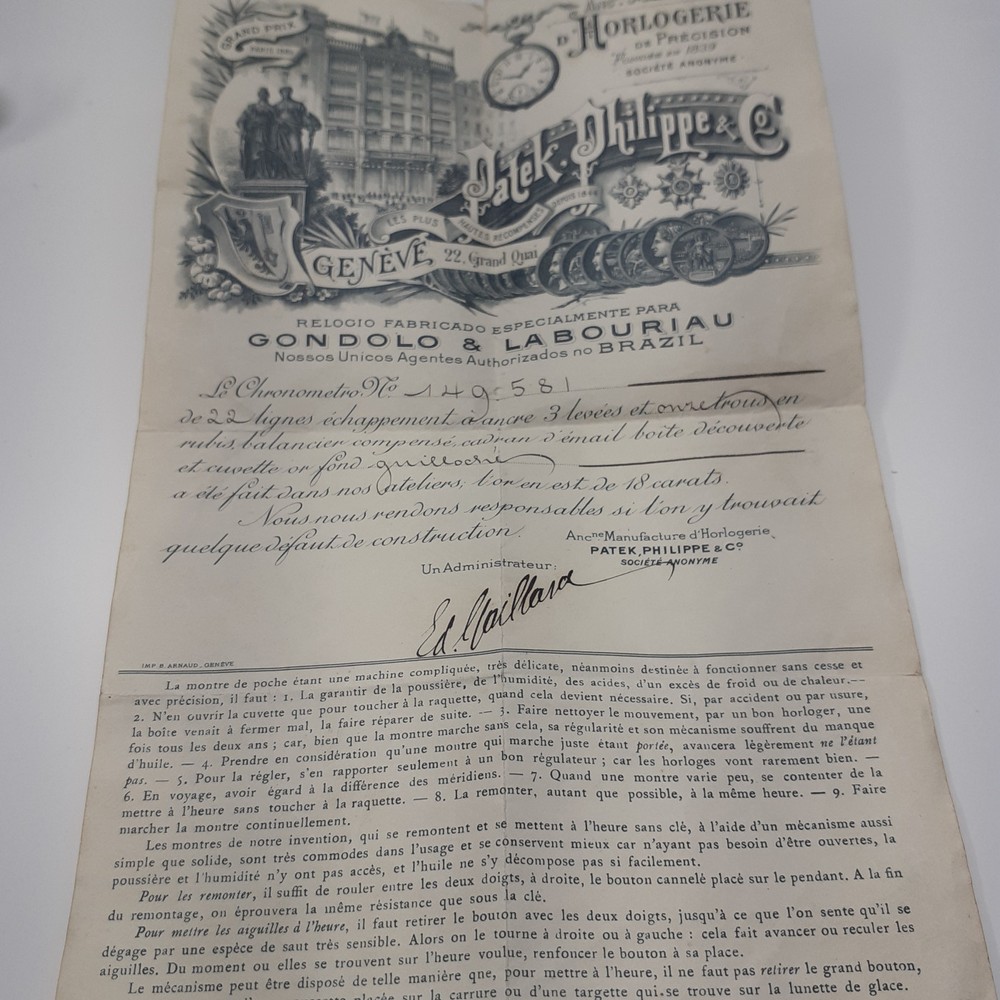 GRAND PRIX
PARIS
D'HORLOGERIE
DE PRÉCISION
Fondée en 1839
SOCIÉTÉ ANONYME
Patek, Philippe & Co
LES PLUS HAUTES RÉCOMPENSES DEPUIS
GENÈVE 22, Grand Quai
RELOGIO FABRICADO ESPECIALMENTE PARA
GONDOLO & LABOURIAU
Nossos Unicos Agentes Authorizados no BRAZIL
Le Chronometro No 149.581
de 22 lignes échappement à ancre 3 levées et onze trous en
rubis, balancier compensé, cadran d'émail boîte découverte
et cuvette or fond guilloché
a été fait dans nos ateliers; l'or en est de 18 carats.
Nous nous rendons responsables si l'on y trouvait
quelque défaut de construction.
Ancne Manufacture d'Horlogerie
PATEK, PHILIPPE & Co
SOCIÉTÉ ANONYME
Un Administrateur:
IMP. B. ARNAUD _ GENÈVE
La montre de poche étant une machine compliquée, très délicate, néanmoins destinée à fonctionner sans cesse et
avec précision, il faut : 1. La garantir de la poussière, de l'humidité, des acides, d'un excès de froid ou de chaleur.--
2. N'en ouvrir la cuvette que pour toucher à la raquette, quand cela devient nécessaire. Si, par accident ou par usure,
la boîte venait à fermer mal, la faire réparer de suite. — 3. Faire nettoyer le mouvement, par un bon horloger, une
fois tous les deux ans ; car, bien que la montre marche sans cela, sa régularité et son mécanisme souffrent du manque
d'huile. — 4. Prendre en considération qu'une montre qui marche juste étant portée, avancera légèrement ne l'étant
pas. — 5. Pour la régler, s'en rapporter seulement à un bon régulateur ; car les horloges vont rarement bien. —
6. En voyage, avoir égard à la différence des méridiens. — 7. Quand une montre varie peu, se contenter de la
mettre à l'heure sans toucher à la raquette. — 8. La remonter, autant que possible, à la même heure. — 9. Faire
marcher la montre continuellement.
Les montres de notre invention, qui se remontent et se mettent à l'heure sans clé, à l'aide d'un mécanisme aussi
simple que solide, sont très commodes dans l'usage et se conservent mieux car n'ayant pas besoin d'être ouvertes, la
poussière et l'humidité n'y ont pas accès, et l'huile ne s'y décompose pas si facilement.
Pour les remonter, il suffit de rouler entre les deux doigts, à droite, le bouton cannelé placé sur le pendant. A la fin
du remontage, on éprouvera la même résistance que sous la clé.
Pour mettre les aiguilles à l'heure, il faut retirer le bouton avec les deux doigts, jusqu'à ce que l'on sente qu'il se
dégage par une espèce de saut très sensible. Alors on le tourne à droite ou à gauche : cela fait avancer ou reculer les
aiguilles. Du moment ou elles se trouvent sur l'heure voulue, renfoncer le bouton à sa place.
Le mécanisme peut être disposé de telle manière qne, pour mettre à l'heure, il ne faut pas retirer le grand bouton,
placée sur la carrure ou d'une targette qui se trouve sur la lunette de glace.